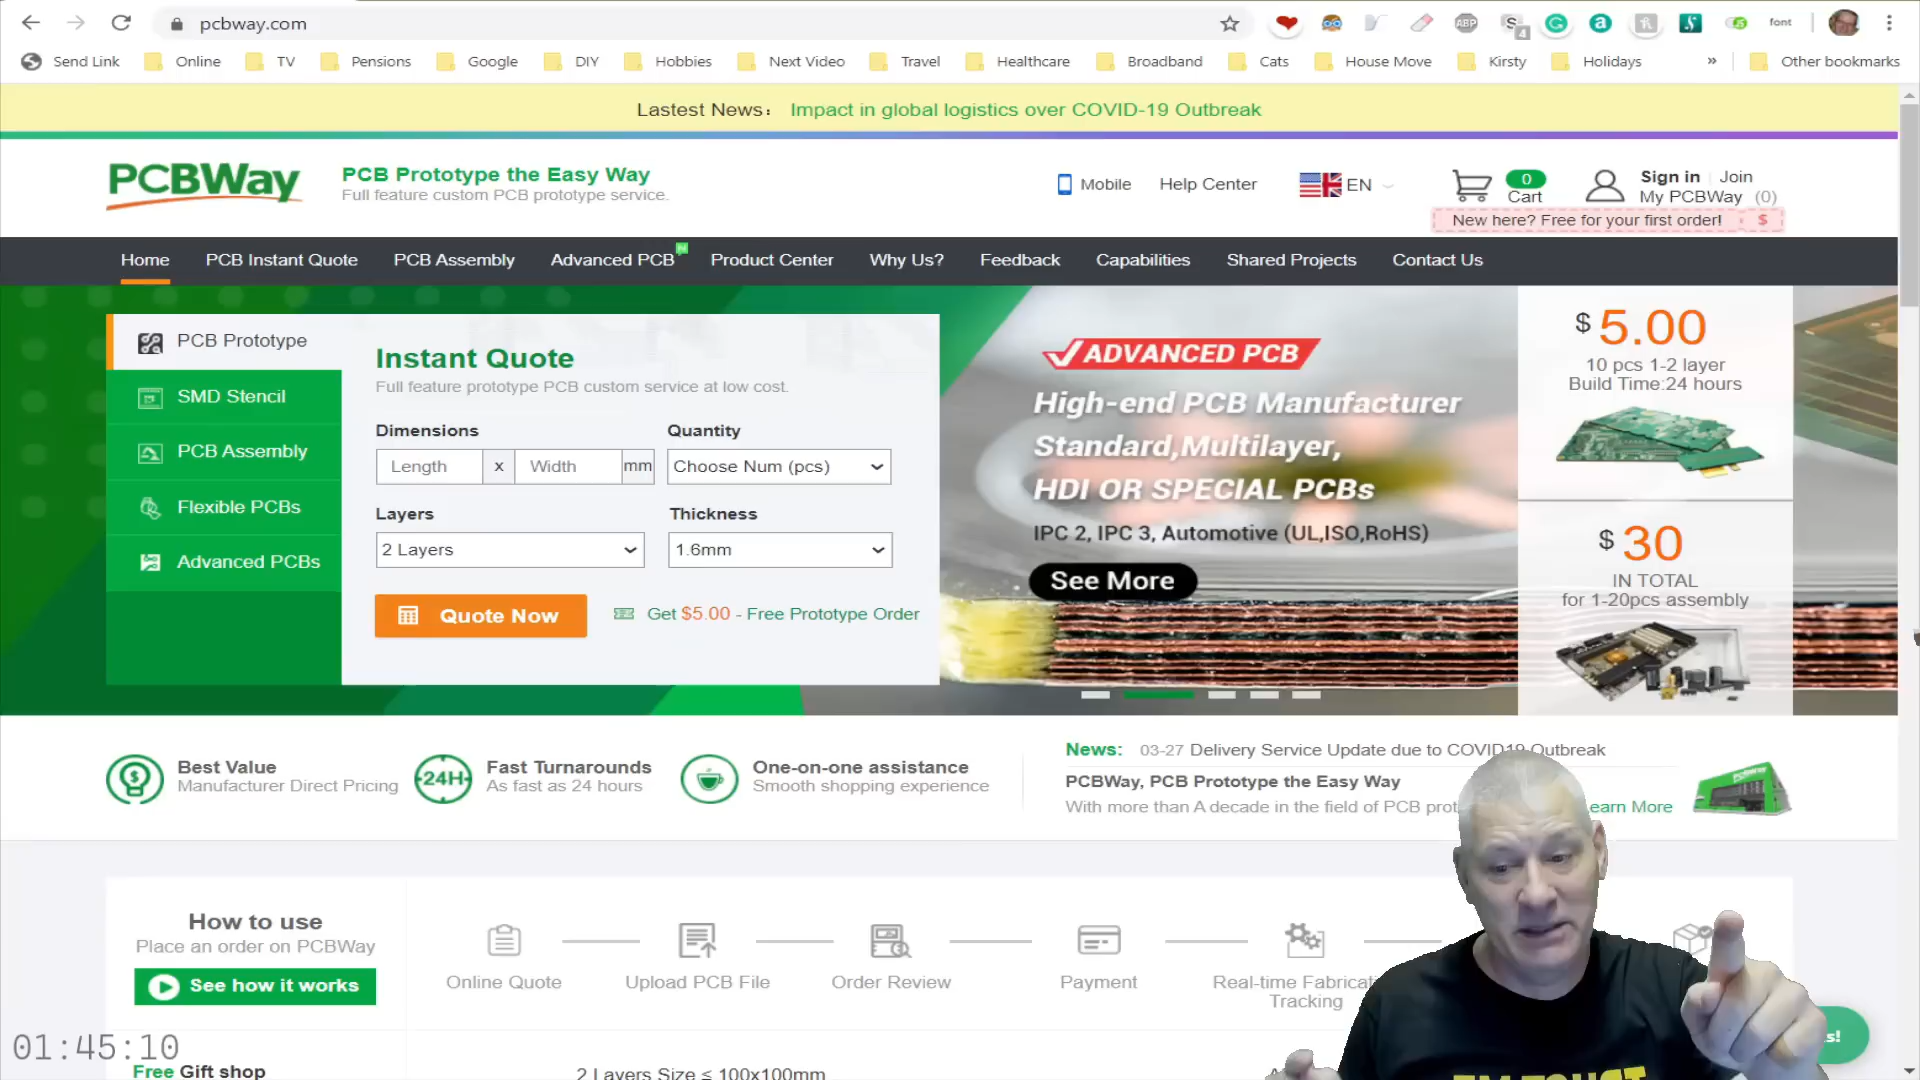 pcbway.com
ABP
S
4
font
Send Link
Online
TV
Pensions
Google
DIY
Hobbies
Next Video
Travel
Healthcare
Broadband
Cats
House Move
Kirsty
Holidays
»
Other bookmarks
Lastest News: Impact in global logistics over COVID-19 Outbreak
PCBWay
PCB Prototype the Easy Way
Full feature custom PCB prototype service.
Mobile
Help Center
EN
0
Cart
Sign in | Join
My PCBWay (0)
New here? Free for your first order! $
Home
PCB Instant Quote
PCB Assembly
Advanced PCB
N
Product Center
Why Us?
Feedback
Capabilities
Shared Projects
Contact Us
PCB Prototype
SMD Stencil
PCB Assembly
Flexible PCBs
Advanced PCBs
Instant Quote
Full feature prototype PCB custom service at low cost.
Dimensions
Quantity
Length x Width mm
Choose Num (pcs)
Layers
Thickness
2 Layers
1.6mm
Quote Now
Get $5.00 - Free Prototype Order
ADVANCED PCB
High-end PCB Manufacturer
Standard,Multilayer,
HDI OR SPECIAL PCBs
IPC 2, IPC 3, Automotive (UL,ISO,RoHS)
See More
$ 5.00
10 pcs 1-2 layer
Build Time:24 hours
$ 30
IN TOTAL
for 1-20pcs assembly
Best Value
Manufacturer Direct Pricing
24H
Fast Turnarounds
As fast as 24 hours
One-on-one assistance
Smooth shopping experience
News: 03-27 Delivery Service Update due to COVID19 Outbreak
PCBWay, PCB Prototype the Easy Way
With more than A decade in the field of PCB
Learn More
How to use
Place an order on PCBWay
See how it works
Online Quote
Upload PCB File
Order Review
Payment
Real-time
Tracking
01:45:10
Free Gift shop
2 Layers Size ≤ 100x100mm